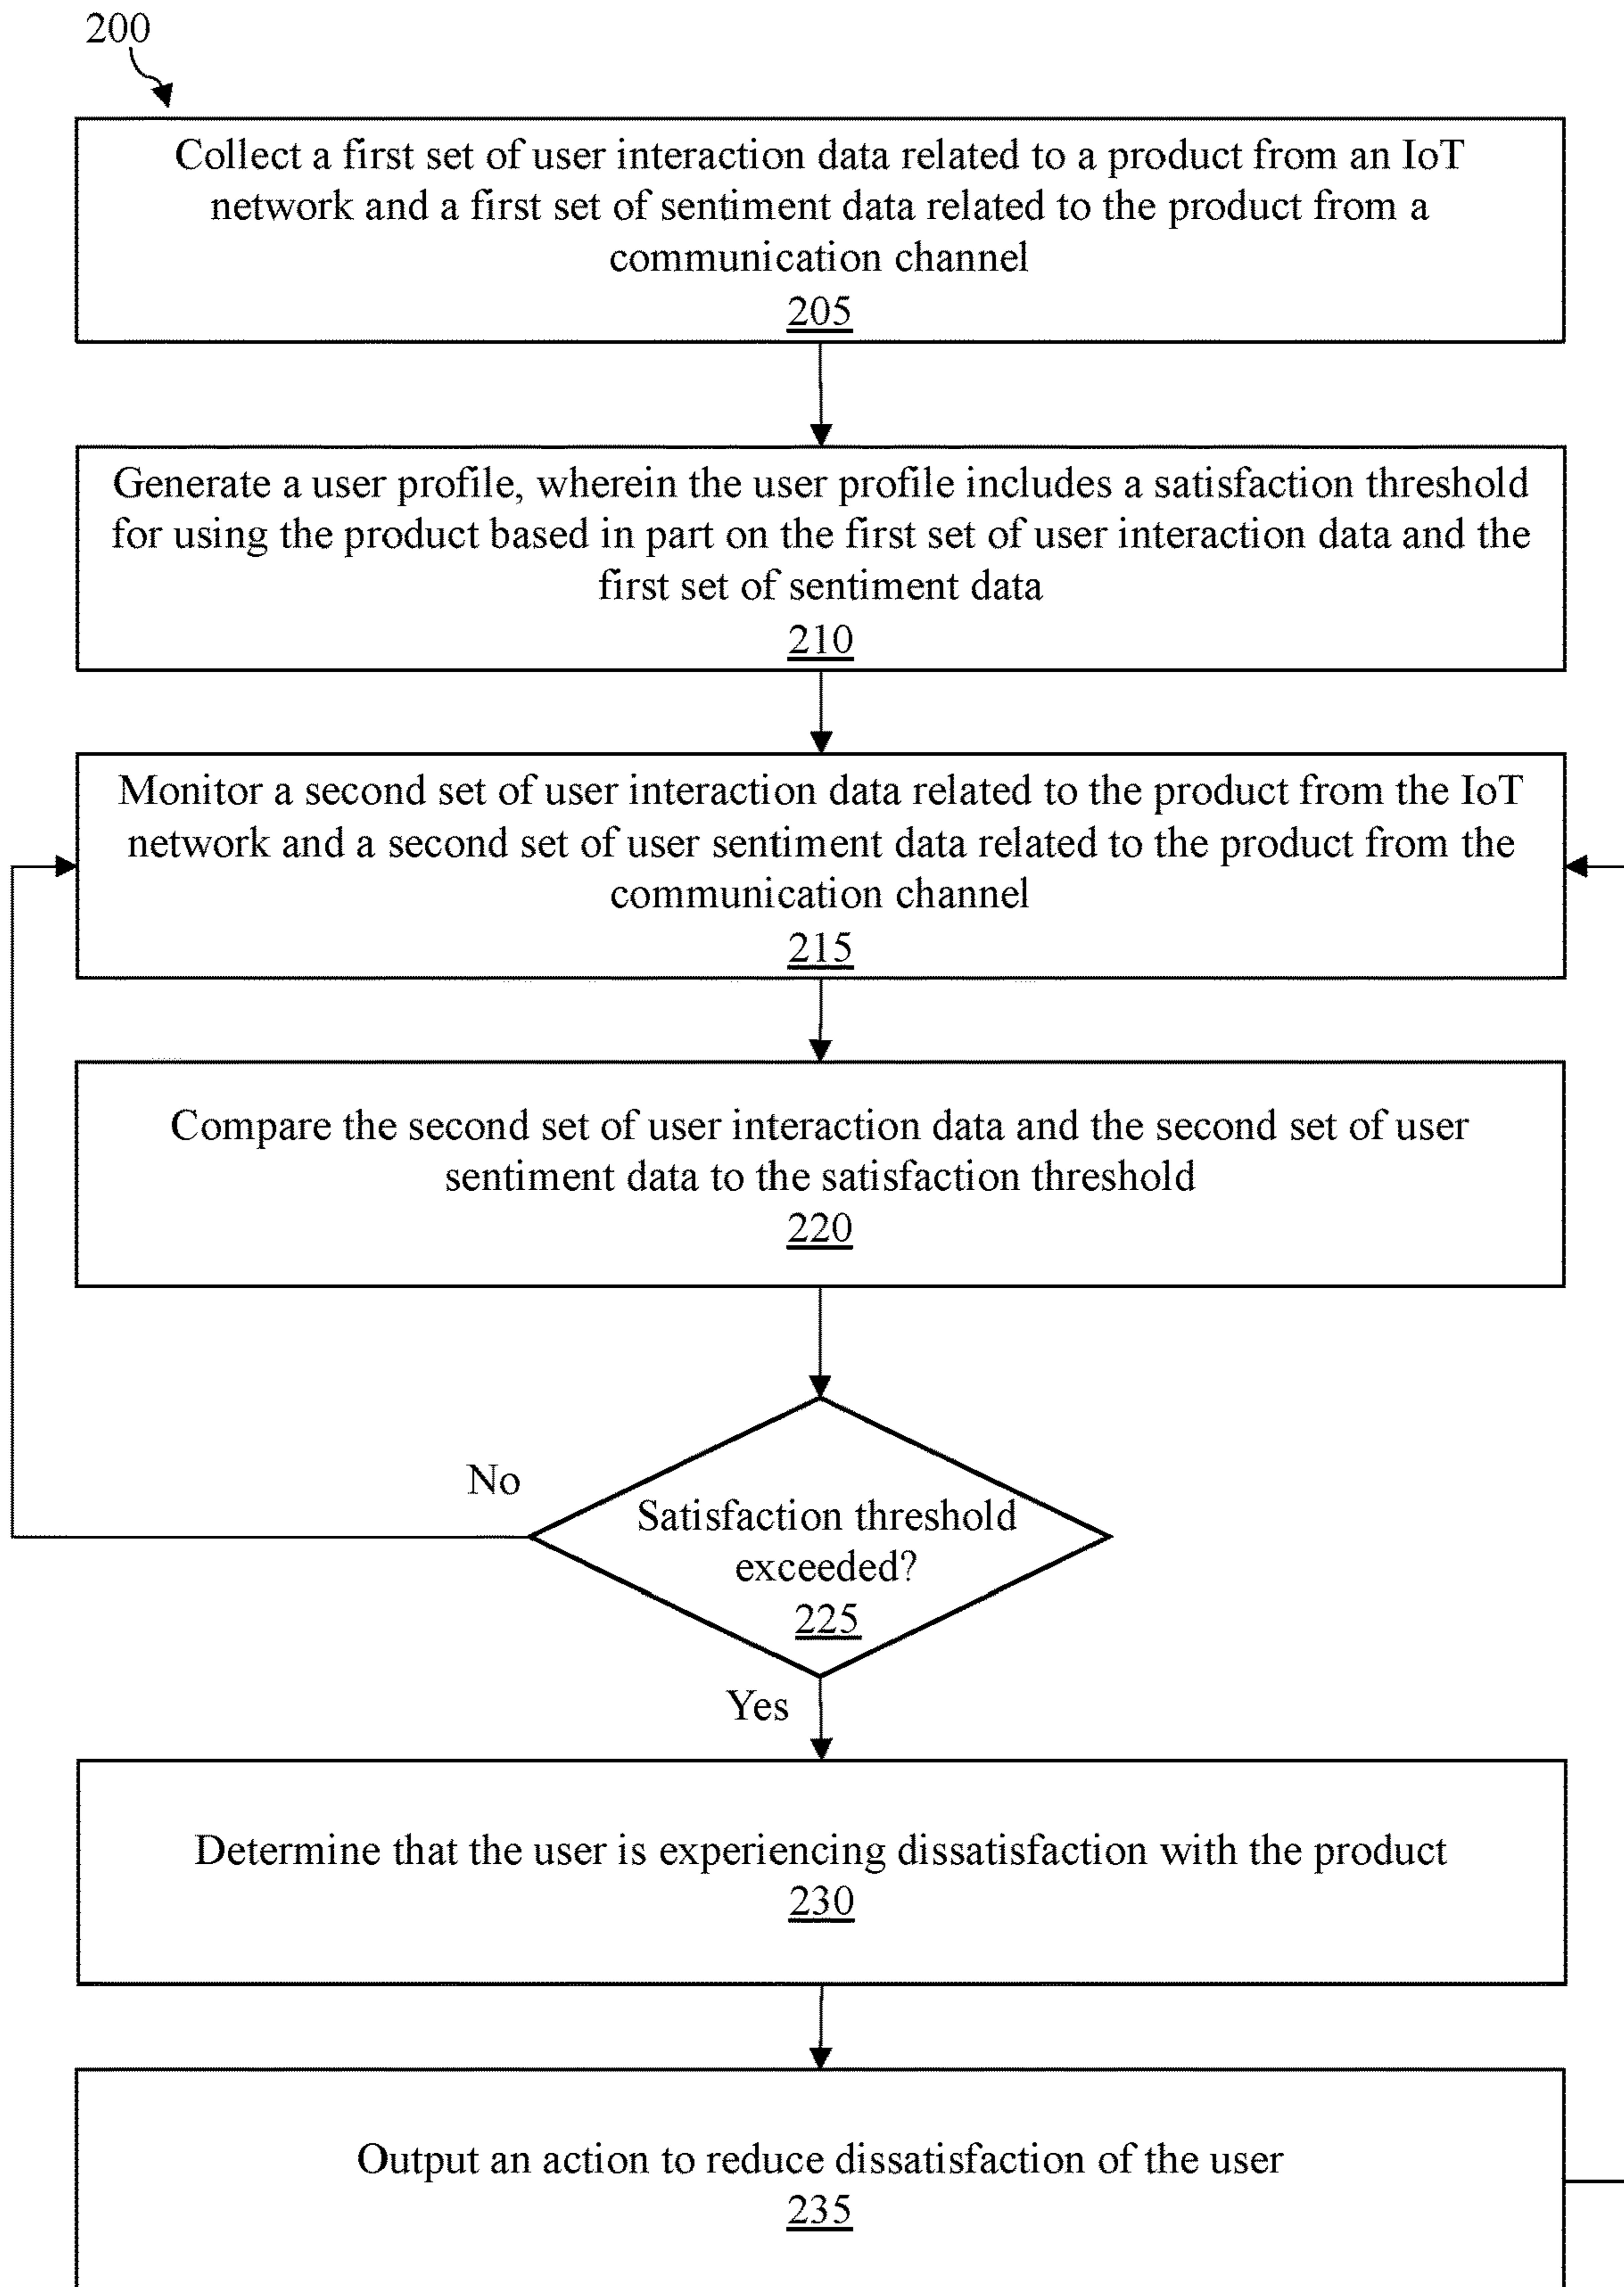 200
Collect a first set of user interaction data related to a product from an IoT
network and a first set of sentiment data related to the product from a
communication channel
205
Generate a user profile, wherein the user profile includes a satisfaction threshold
for using the product based in part on the first set of user interaction data and the
first set of sentiment data
210
Monitor a second set of user interaction data related to the product from the IoT
network and a second set of user sentiment data related to the product from the
communication channel
215
Compare the second set of user interaction data and the second set of user
sentiment data to the satisfaction threshold
220
No
Satisfaction threshold
exceeded?
225
Yes
Determine that the user is experiencing dissatisfaction with the product
230
Output an action to reduce dissatisfaction of the user
235